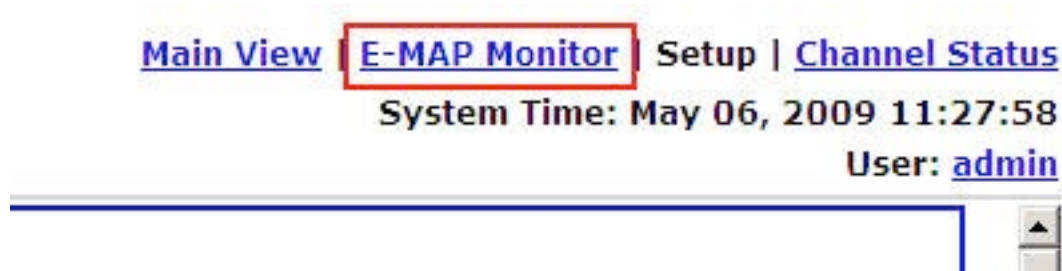 Main View | E-MAP Monitor | Setup | Channel Status
System Time: May 06, 2009 11:27:58
User: admin